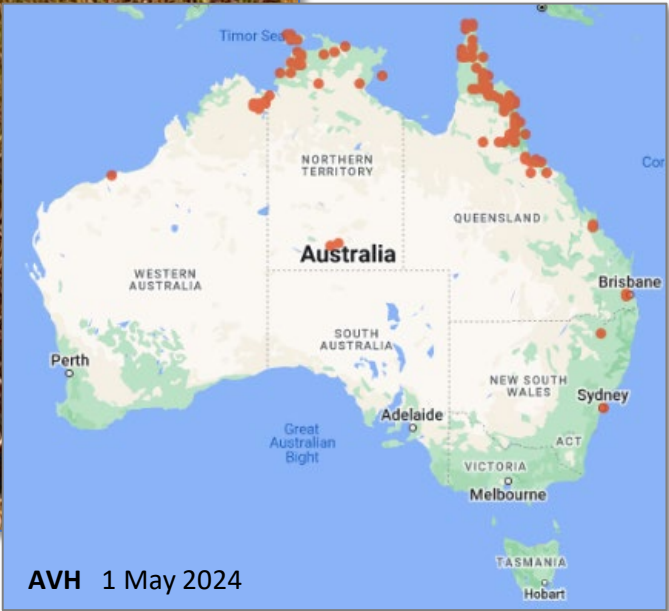 Timor Sea
Cor
NORTHERN
TERRITORY
QUEENSLAND
Australia
WESTERN
AUSTRALIA
Brisbane
SOUTH
AUSTRALIA
Perth
NEW SOUTH
WALES
Sydney
Adelaide
Great
Australian
Bight
ACT
VICTORIA
Melbourne
TASMANIA
Hobart
AVH 1 May 2024